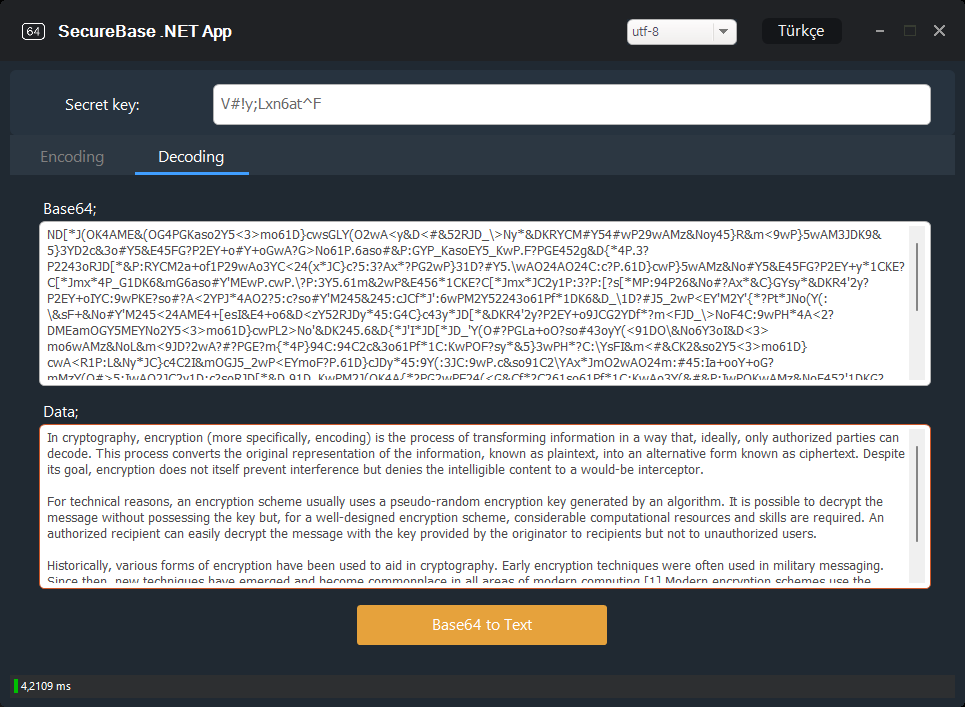 64 SecureBase .NET App
utf-8
Türkçe
Secret key:
V#!y;Lxn6at^F
Encoding
Decoding
Base64;
ND[*J(OK4AME&(OG4PGKaso2Y5<3>mo61D}cwsGLY(O2wA<y&D<#&52RJD_\>Ny*&DKRYCM#Y54#wP29wAMz&Noy45}R&m<9wP}5wAM3JDK9&
5}3YD2c&3o#Y5&E45FG?P2EY+o#Y+oGwA?G>No61P.6aso#&P:GYP_KasoEY5_KwP.F?PGE452g&D{*4P.3?
P2243oRJD[*&P:RYCM2a+of1P29wAo3YC<24(x*JC}c?5:3?Ax*?PG2wP}31D?#Y5.\wAO24AO24C:c?P.61D}cwP}5wAMz&No#Y5&E45FG?P2EY+y*1CKE?
C[*Jmx*4P_G1DK6&mG6aso#Y'MEwP.cwP.\?P:3Y5.61m&2wP&E456*1CKE?C[*Jmx*JC2y1P:3?P:[?s[*MP:94P26&No#?Ax*&C}GYsy*&DKR4'2y?
P2EY+oIYC:9wPKE?so#?A<2YPJ*4AO2?5:c?so#Y'M245&245:cJCf*J':6wPM2Y52243o61Pf*1DK6&D_\1D?#J5_2wP<EY'M2Y'{*?Pt*JNo(Y(:
\&sF+&No#Y'M245<24AME4+[esI&E4+o6&D<zY52RJDy*45:G4C}c43y*JD[*&DKR4'2y?P2EY+o9JCG2YDf*?m<FJD_\>NoF4C:9wPH*4A<2?
DMEamOGY5MEYNo2Y5<3>mo61D}cwPL2>No'&DK245.6&D{*J'I*JD[*JD_'Y(O#?PGLa+oO?so#43oyY(<91DO\&No6Y3oI&D<3>
mo6wAMz&NoL&m<9JD?2wA?#?PGE?m{*4P}94C:94C2c&3o61Pf*1C:KwPOF?sy*&5}3wPH*?C:\YsFI&m<#&CK2&so2Y5<3>mo61D}
cwA<R1P:L&Ny*JC}c4C2I&mOGJ5_2wP<EYmoF?P.61D}cJDy*45:9Y(:3JC:9wP.c&so91C2\YAx*JmO2wAO24m:#45:Ia+ooY+oG?
Data;
In cryptography, encryption (more specifically, encoding) is the process of transforming information in a way that, ideally, only authorized parties can
decode. This process converts the original representation of the information, known as plaintext, into an alternative form known as ciphertext. Despite
its goal, encryption does not itself prevent interference but denies the intelligible content to a would-be interceptor.
For technical reasons, an encryption scheme usually uses a pseudo-random encryption key generated by an algorithm. It is possible to decrypt the
message without possessing the key but, for a well-designed encryption scheme, considerable computational resources and skills are required. An
authorized recipient can easily decrypt the message with the key provided by the originator to recipients but not to unauthorized users.
Historically, various forms of encryption have been used to aid in cryptography. Early encryption techniques were often used in military messaging.
Since then, new techniques have emerged and become commonplace in all areas of modern computing.[1] Modern encryption schemes use the
Base64 to Text
4,2109 ms